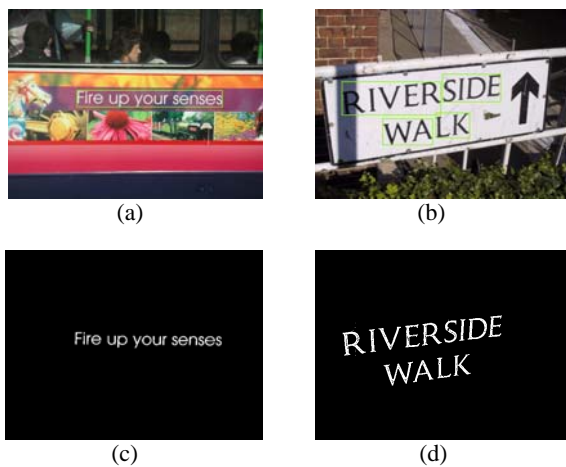 Fire up your senses
RIVERSIDE
WALK
(a)
(b)
Fire up your senses
RIVERSIDE
WALK
(c)
(d)